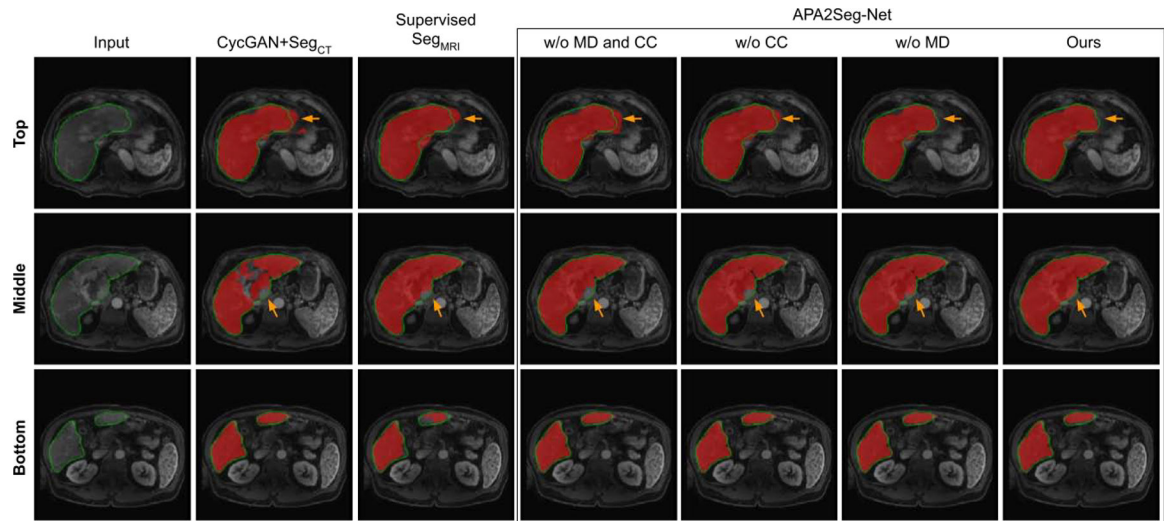 APA2Seg-Net
Input
CycGAN+SegCT
Supervised
SegMRI
w/o MD and CC
w/o CC
w/o MD
Ours
Top
Middle
Bottom